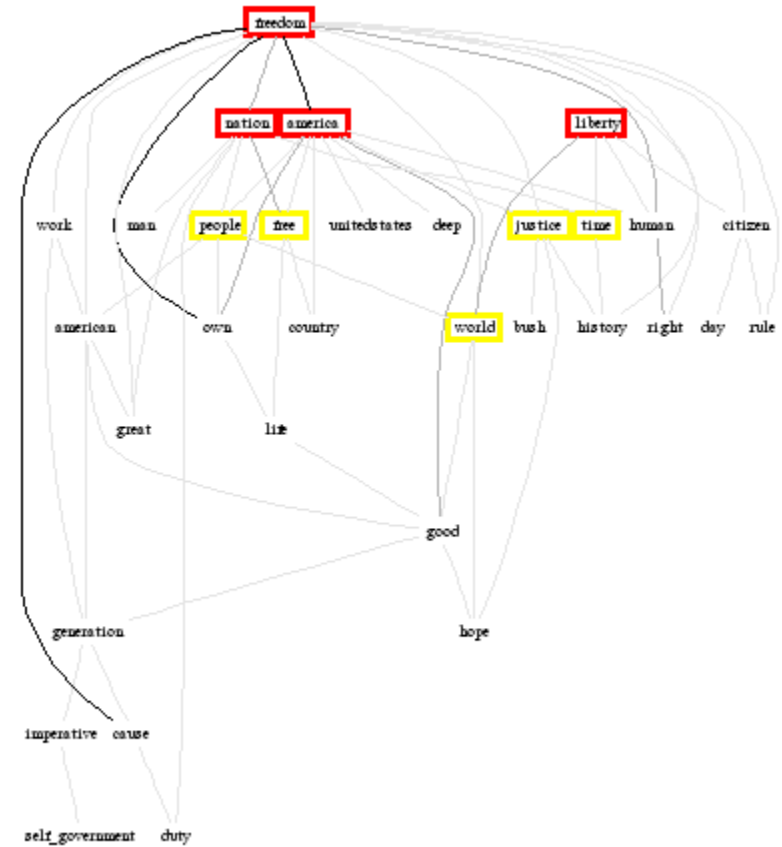 freedom
nation america liberty
work man people free unitedstates deep justice time human citizen
american own country world bush history right day rule
great life
good
generation hope
imperative cause
self_government duty